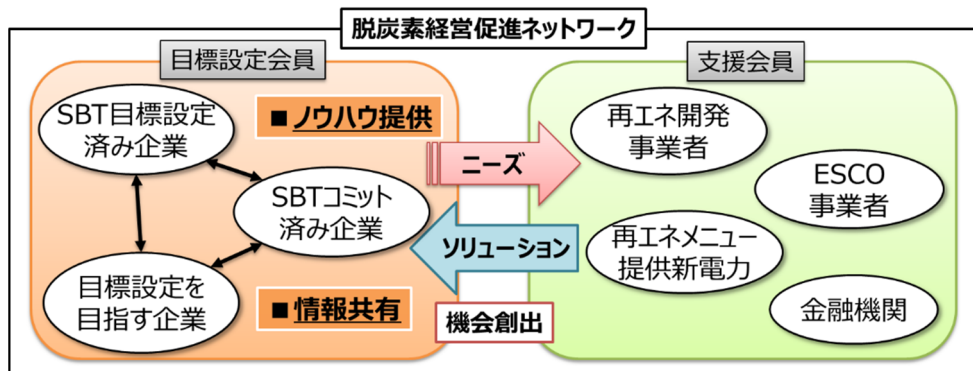 脱炭素経営促進ネットワーク
目標設定会員
SBT目標設定
済み企業
■ノウハウ提供
SBTコミット
済み企業
目標設定を
目指す企業
■情報共有
ニーズ
ソリューション
機会創出
支援会員
再エネ開発
事業者
ESCO
事業者
再エネメニュー
提供新電力
金融機関